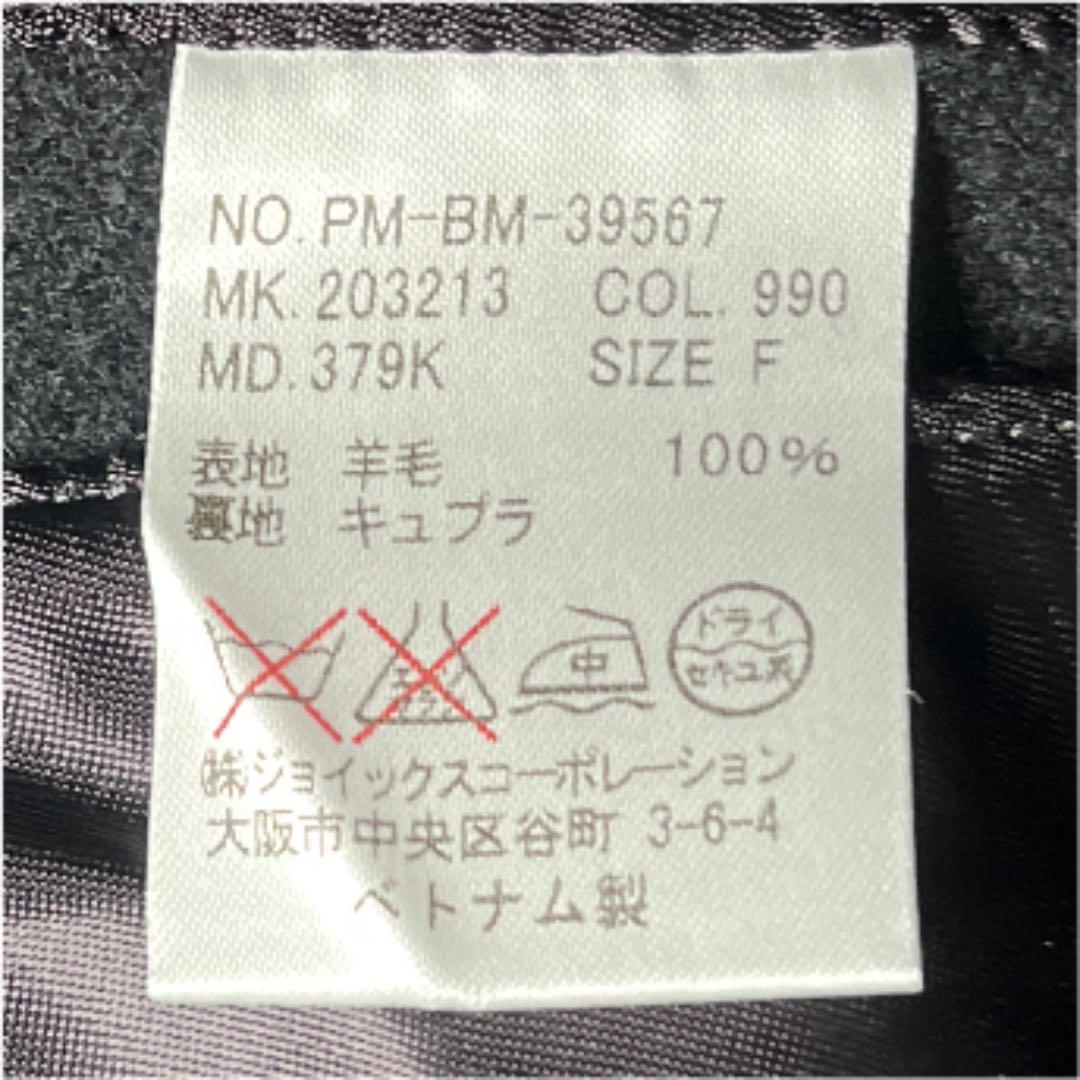 NO. PM-BM-39567
MK. 203213 COL. 990
MD. 379K SIZE F
表地 羊毛 100%
裏地 キュプラ
中
ドライ
セキユ系
㈱ジョイックスコーポレーション
大阪市中央区谷町 3-6-4
ベトナム製